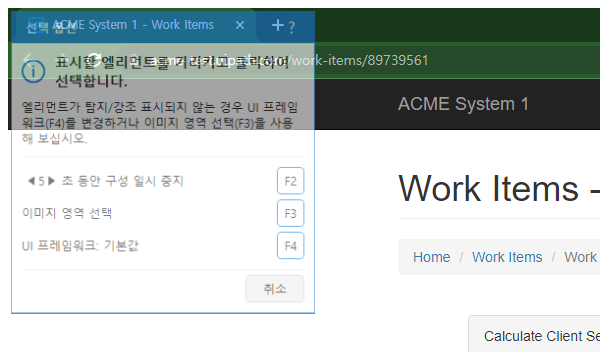 선택 옵션
ACME System 1 - Work Items × + ?
/work-items/89739561
표시할 엘리먼트를 가리키고 클릭하여
선택합니다.
ACME System 1
엘리먼트가 탐지/강조 표시되지 않는 경우 UI 프레임
워크(F4)를 변경하거나 이미지 영역 선택(F3)을 사용
해 보십시오.
◀ 5 ▶ 초 동안 구성 일시 중지 F2
이미지 영역 선택 F3
UI 프레임워크: 기본값 F4
취소
Work Items -
Home / Work Items / Work
Calculate Client Se